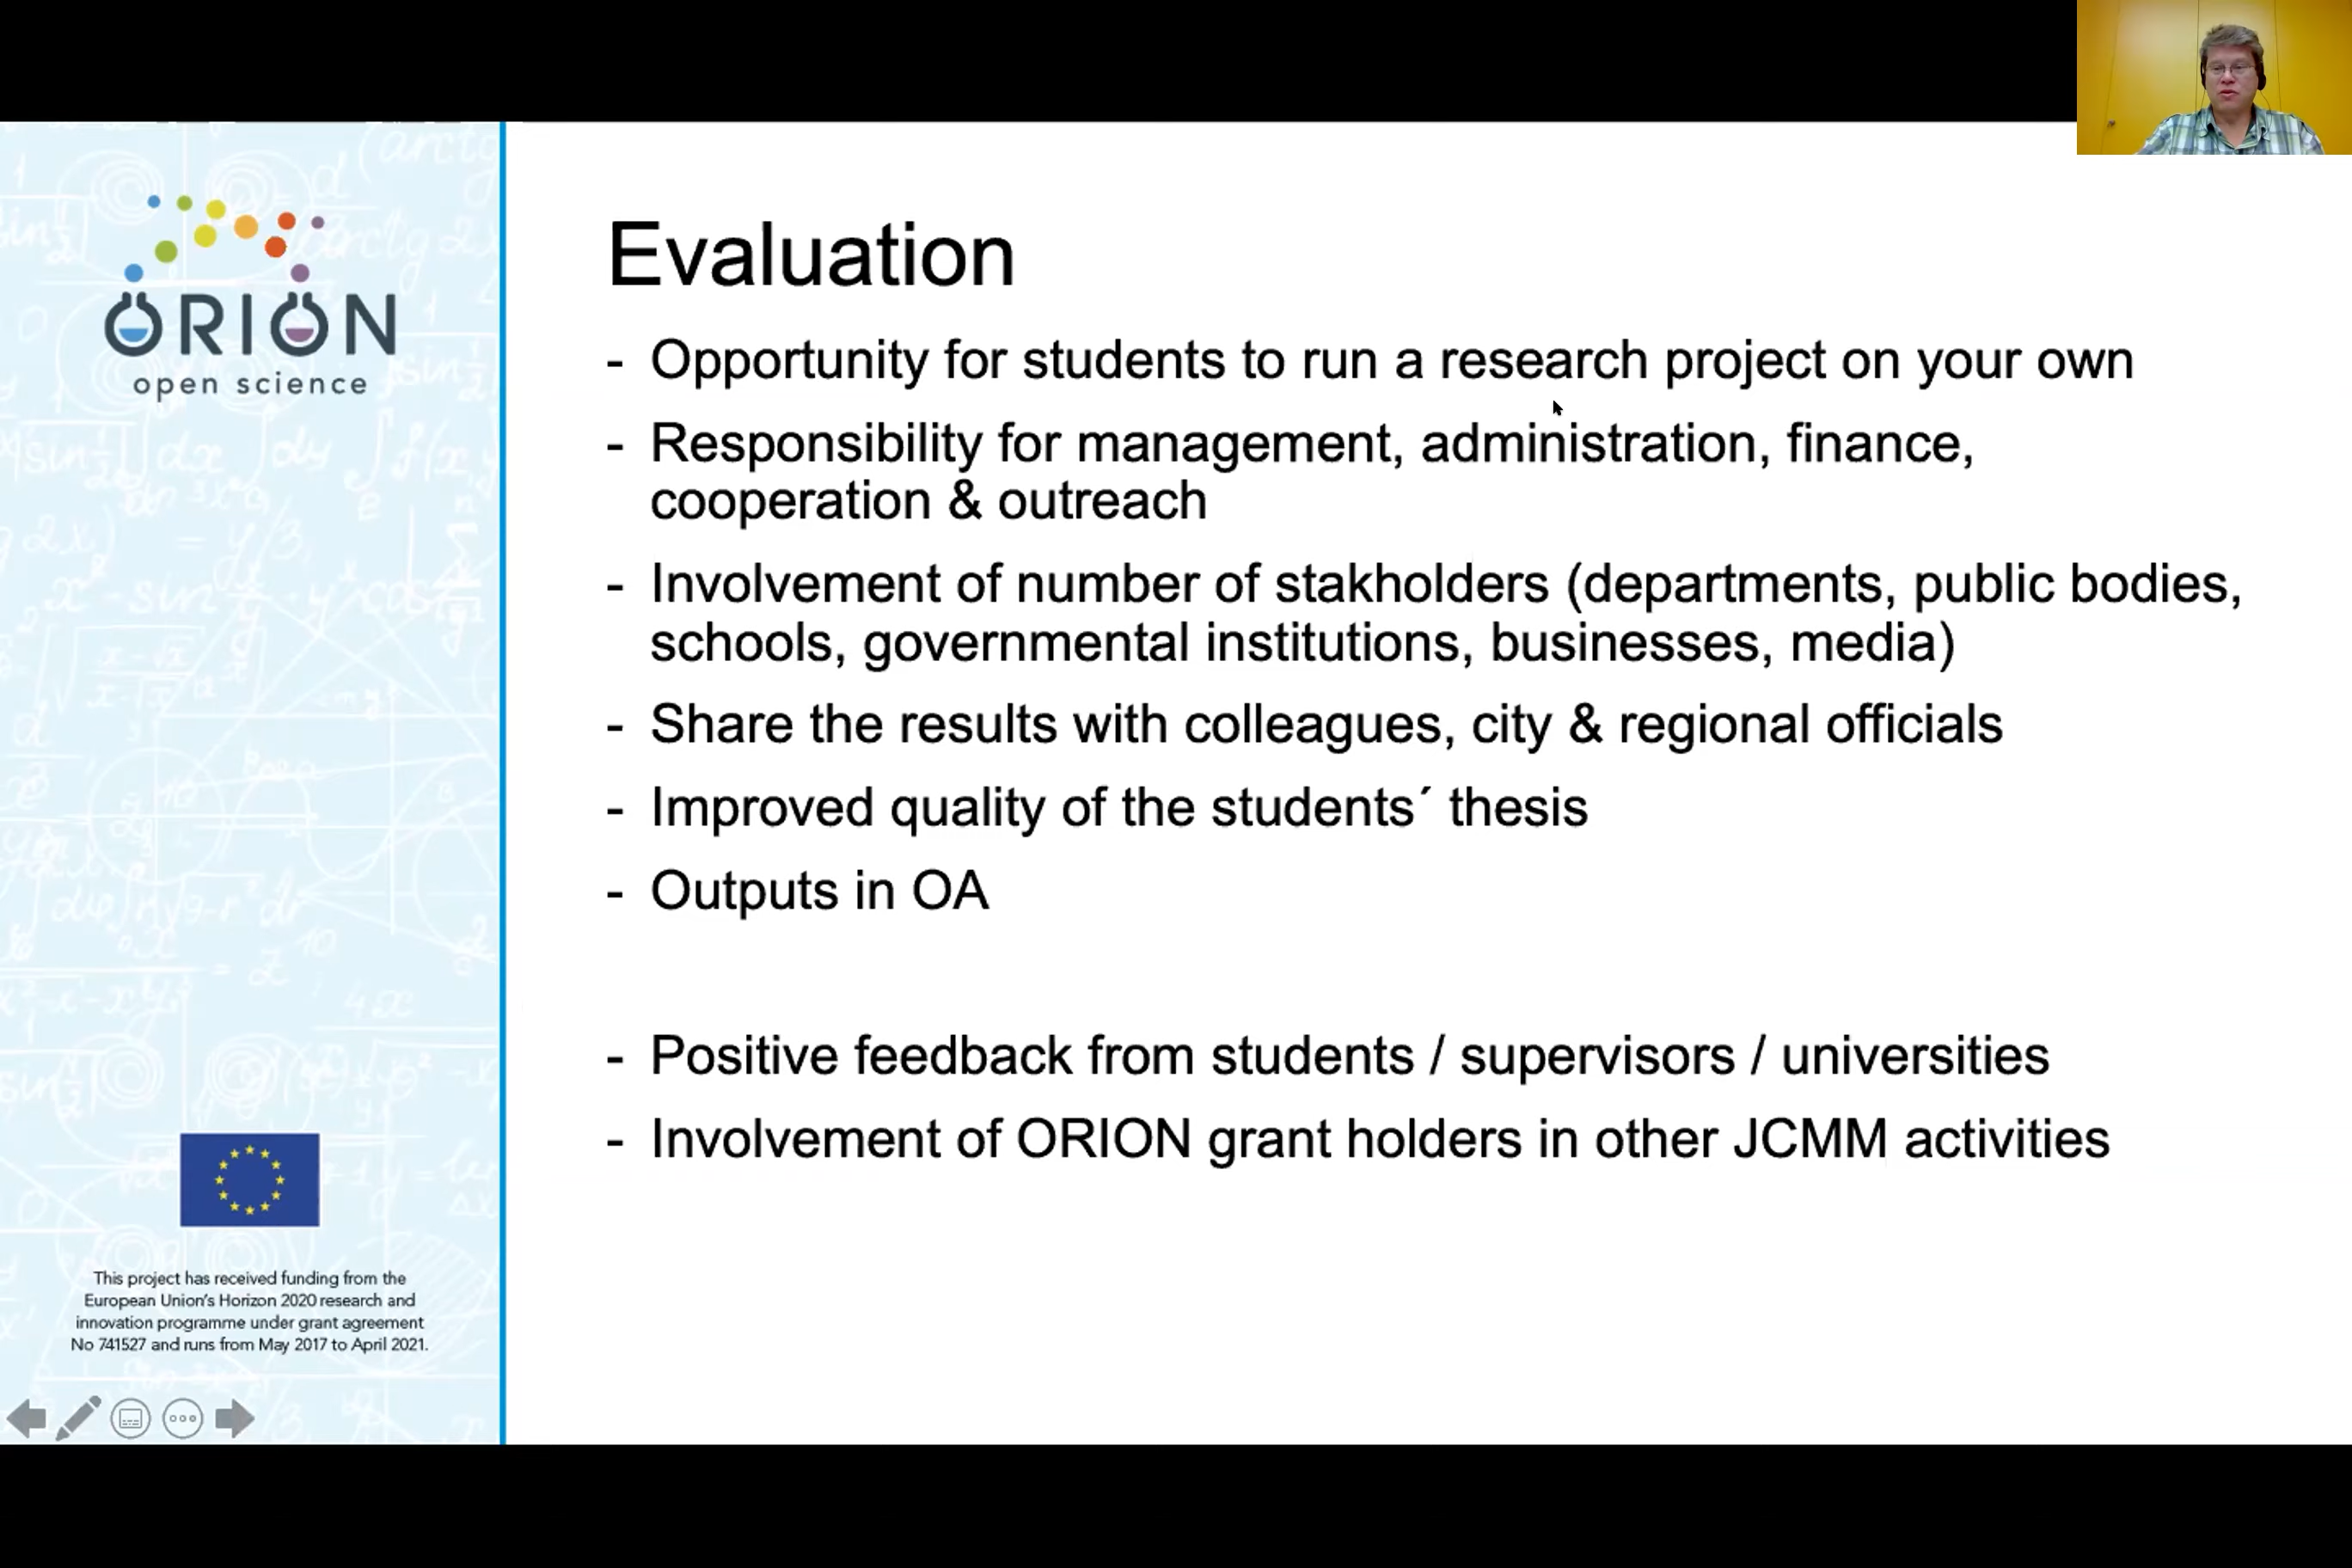 ORION
open science
Evaluation
- Opportunity for students to run a research project on your own
- Responsibility for management, administration, finance,
cooperation & outreach
- Involvement of number of stakholders (departments, public bodies,
schools, governmental institutions, businesses, media)
- Share the results with colleagues, city & regional officials
- Improved quality of the students´ thesis
- Outputs in OA
- Positive feedback from students / supervisors / universities
- Involvement of ORION grant holders in other JCMM activities
This project has received funding from the
European Union's Horizon 2020 research and
innovation programme under grant agreement
No 741527 and runs from May 2017 to April 2021.